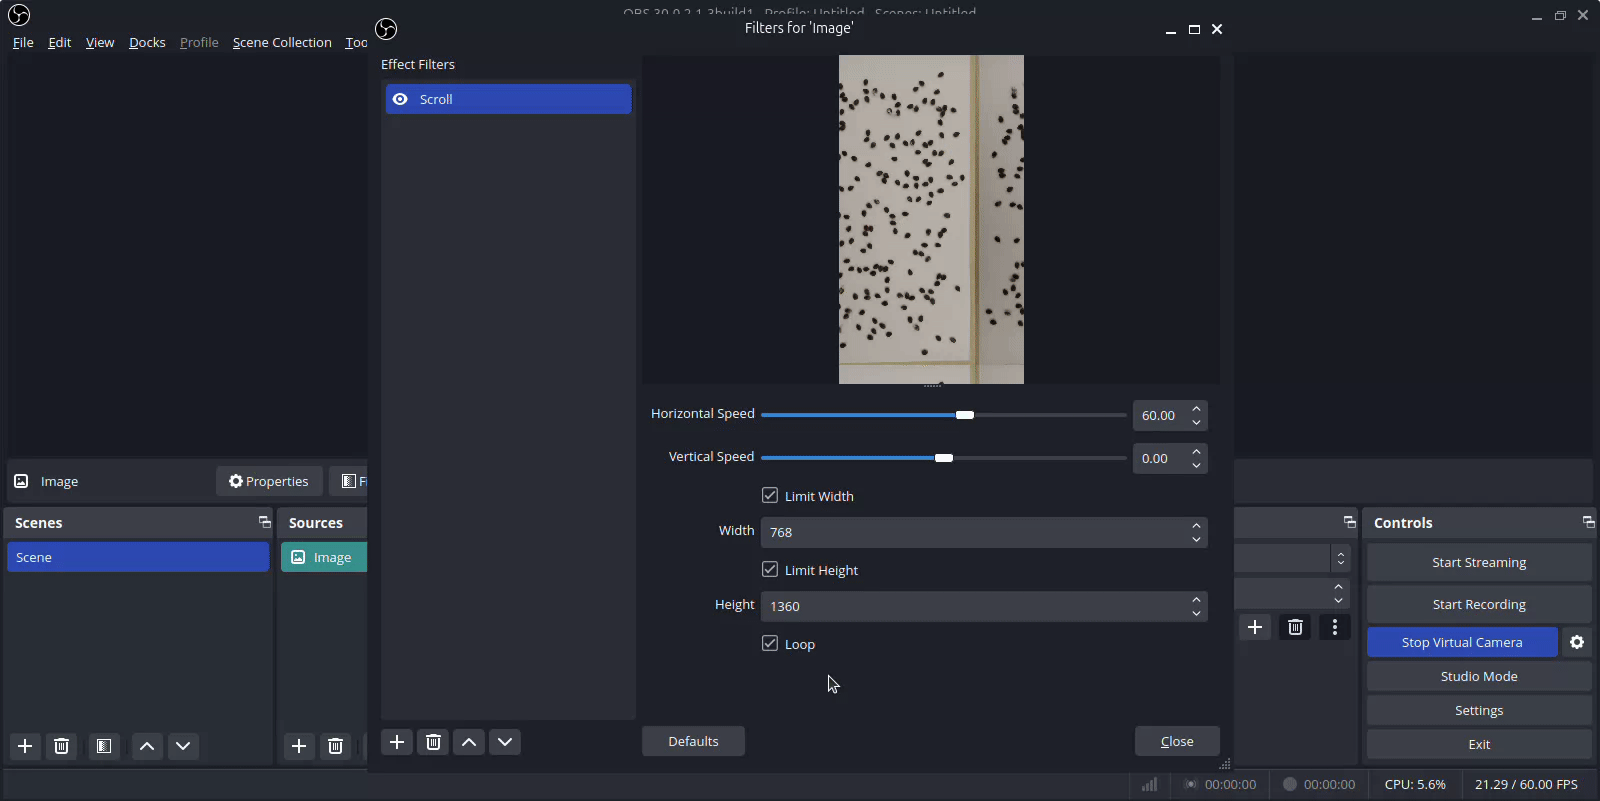 OBS 30.0.2.1-3build1 - Profile: Untitled - Scenes: Untitled
Filters for 'Image'
File Edit View Docks Profile Scene Collection Too
Effect Filters
Scroll
Horizontal Speed 60.00
Vertical Speed 0.00
Limit Width
Width 768
Limit Height
Height 1360
Loop
Defaults
Close
Image
Properties
Fi
Scenes
Scene
Sources
Image
Controls
Start Streaming
Start Recording
Stop Virtual Camera
Studio Mode
Settings
Exit
00:00:00
00:00:00
CPU: 5.6%
21.29 / 60.00 FPS